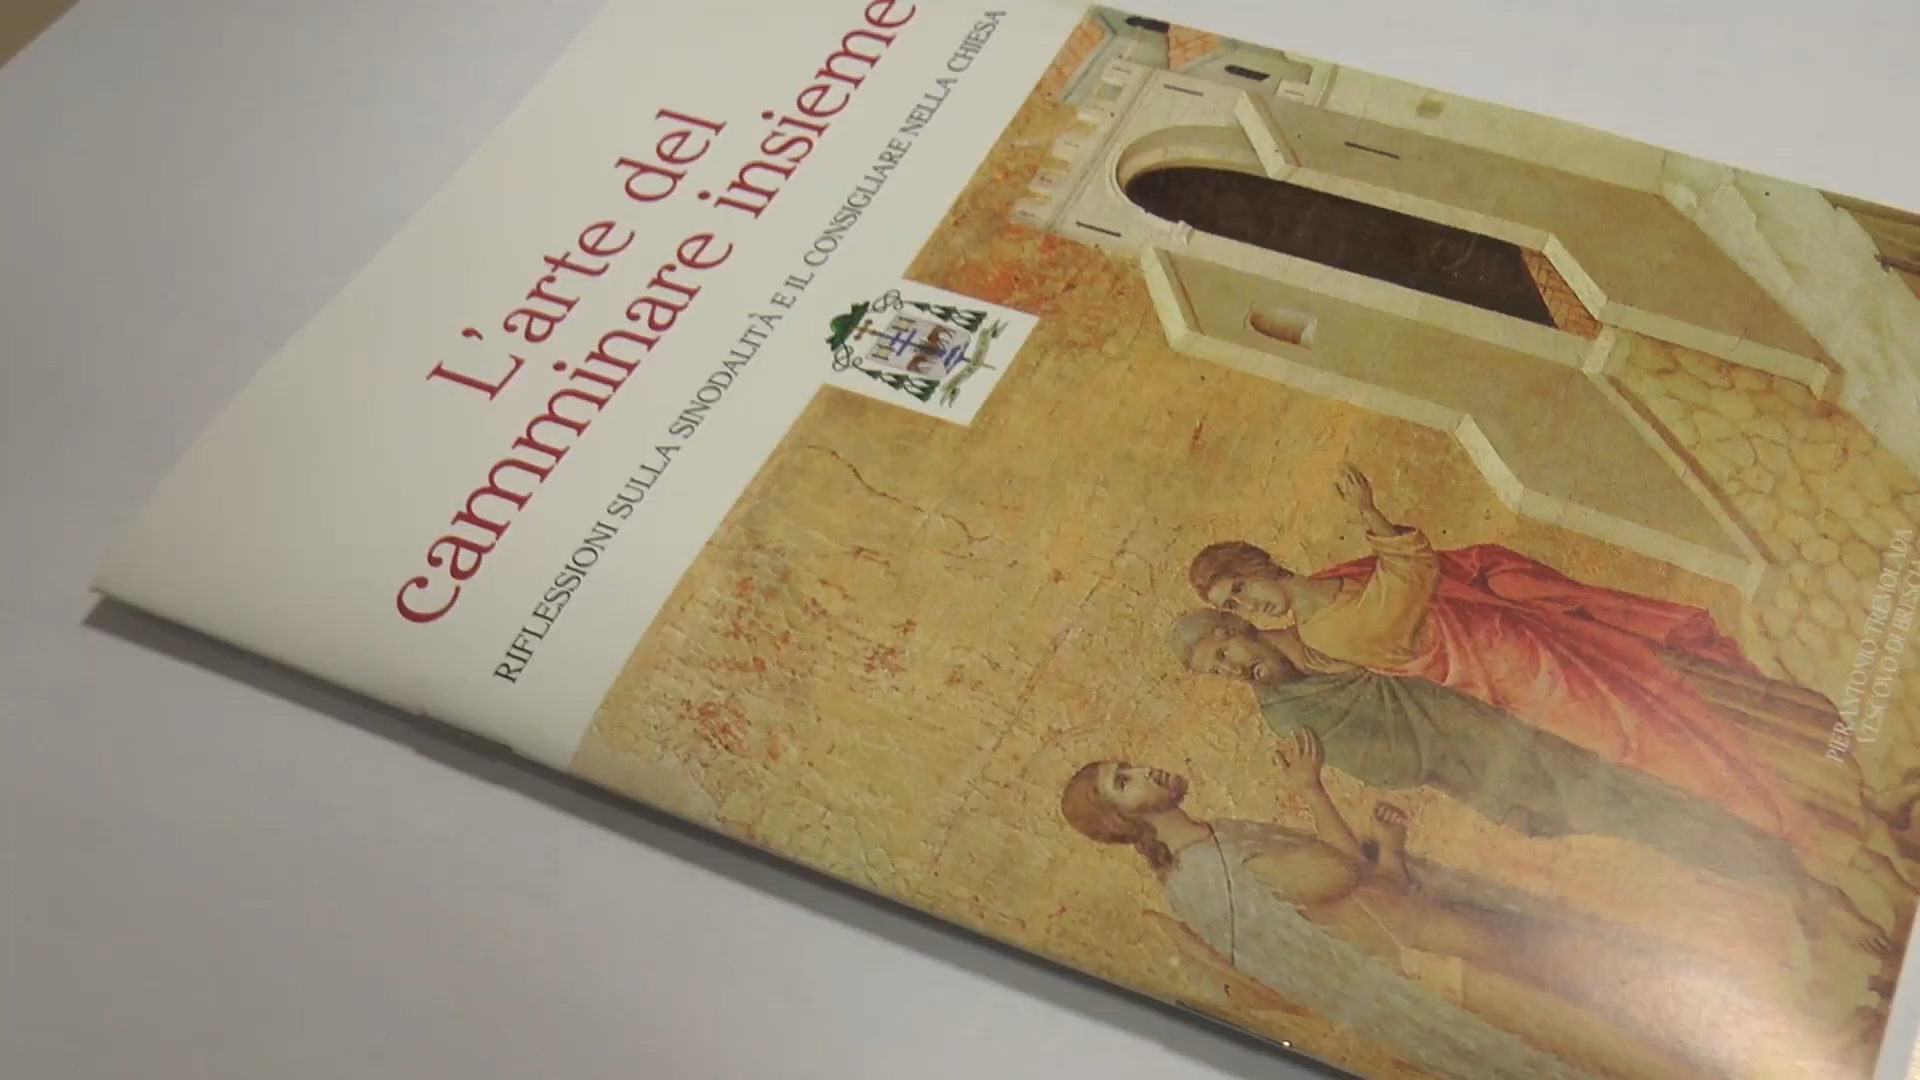 L'arte del
camminare insieme
RIFLESSIONI SULLA SINODALITÀ E IL CONSIGLIARE NELLA CHIESA
PIERANTONIO TREMOLADA
VESCOVO DI BRESCIA